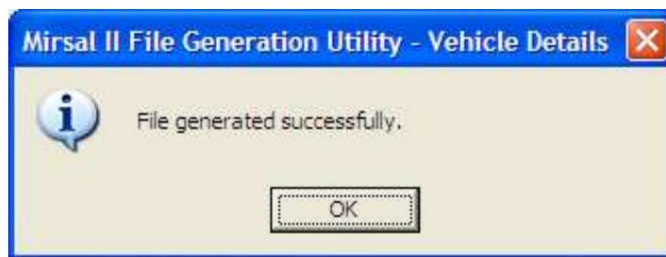 Mirsal II File Generation Utility - Vehicle Details
File generated successfully.
OK